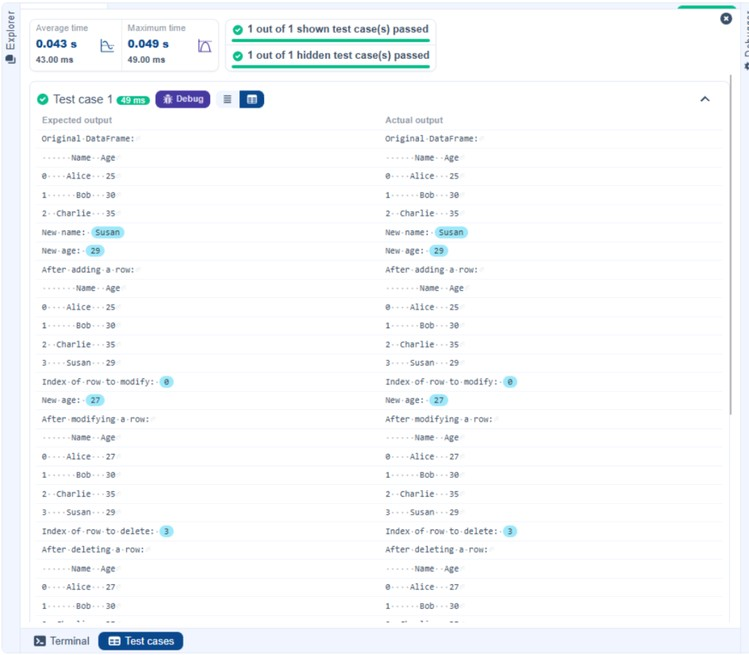 Explorer
Average time
0.043 s
43.00 ms
Maximum time
0.049 s
49.00 ms
1 out of 1 shown test case(s) passed
1 out of 1 hidden test case(s) passed
Test case 1 49 ms Debug
Expected output Actual output
Original·DataFrame: Original·DataFrame:
······Name··Age ······Name··Age
0····Alice···25 0····Alice···25
1······Bob···30 1······Bob···30
2··Charlie···35 2··Charlie···35
New·name:·Susan New·name:·Susan
New·age:·29 New·age:·29
After·adding·a·row: After·adding·a·row:
·······Name··Age ·······Name··Age
0····Alice···25 0····Alice···25
1······Bob···30 1······Bob···30
2··Charlie···35 2··Charlie···35
3····Susan···29 3····Susan···29
Index·of·row·to·modify:·0 Index·of·row·to·modify:·0
New·age:·27 New·age:·27
After·modifying·a·row: After·modifying·a·row:
······Name··Age ······Name··Age
0····Alice···27 0····Alice···27
1······Bob···30 1······Bob···30
2··Charlie···35 2··Charlie···35
3····Susan···29 3····Susan···29
Index·of·row·to·delete:·3 Index·of·row·to·delete:·3
After·deleting·a·row: After·deleting·a·row:
······Name··Age ······Name··Age
0····Alice···27 0····Alice···27
1······Bob···30 1······Bob···30
Terminal Test cases